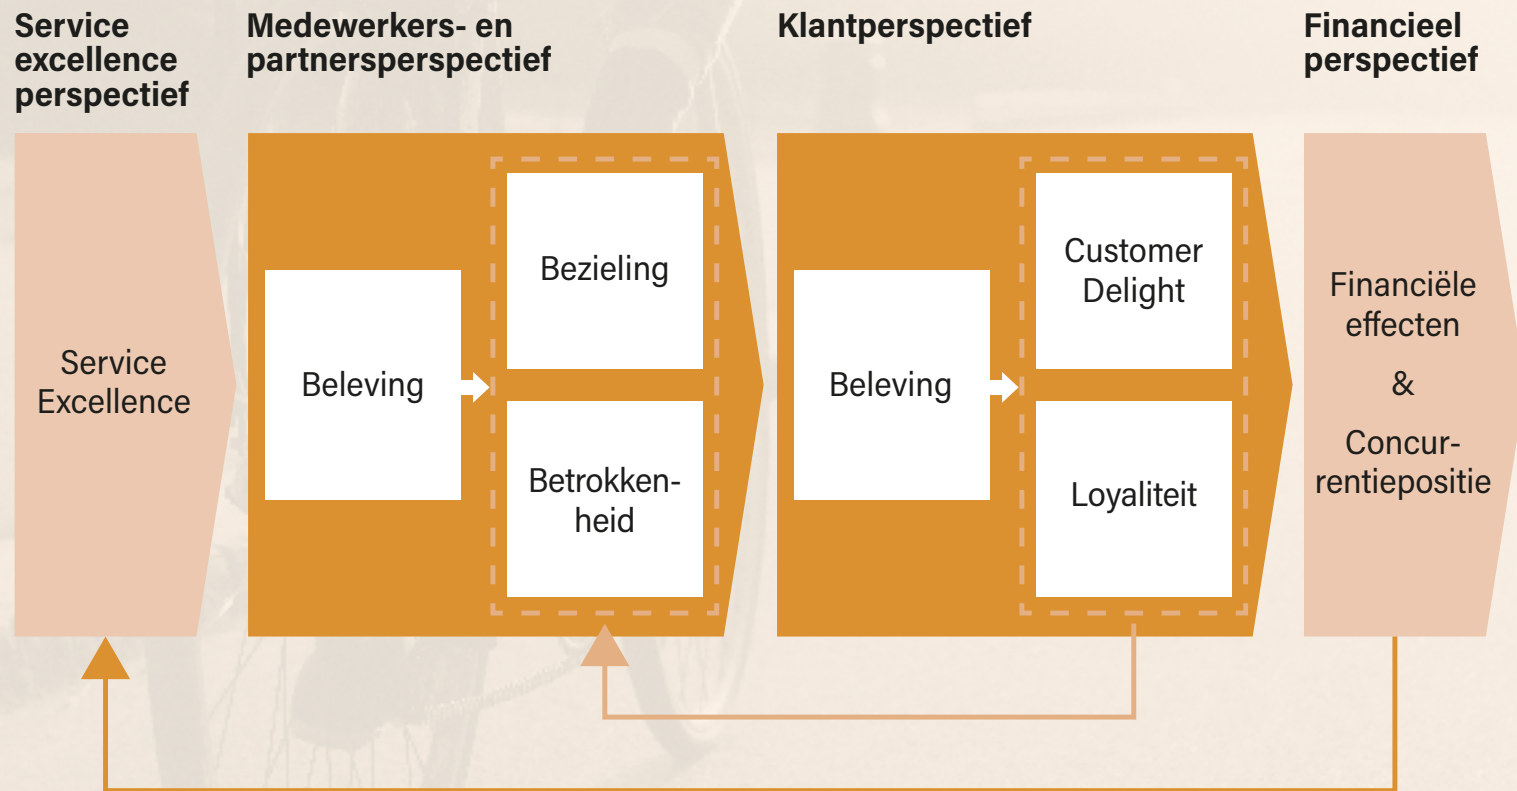 Service
excellence
perspectief
Medewerkers- en
partnersperspectief
Klantperspectief
Financieel
perspectief
Service
Excellence
Beleving
Bezieling
Betrokken-
heid
Beleving
Customer
Delight
Loyaliteit
Financiële
effecten
&
Concur-
rentiepositie